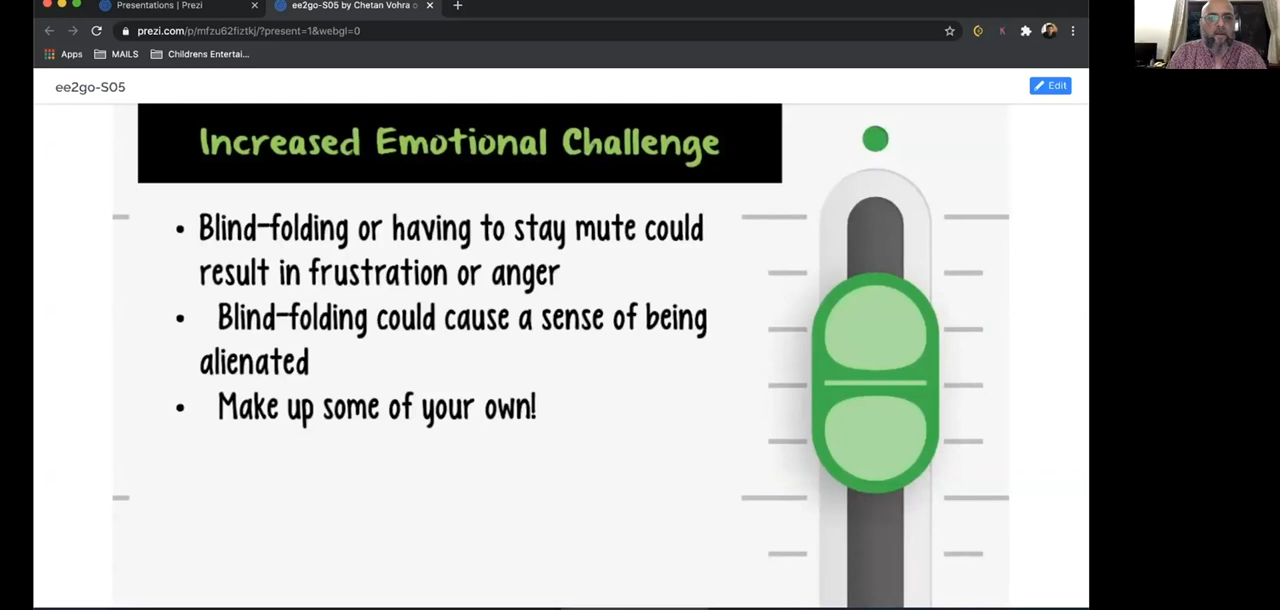 Presentations | Prezi
ee2go-S05 by Chetan Vohra
prezi.com/p/mfzu62fiztkj/?present=1&webgl=0
Apps MAILS Childrens Entertai...
ee2go-S05
Edit
Increased Emotional Challenge
• Blind-folding or having to stay mute could
result in frustration or anger
• Blind-folding could cause a sense of being
alienated
• Make up some of your own!